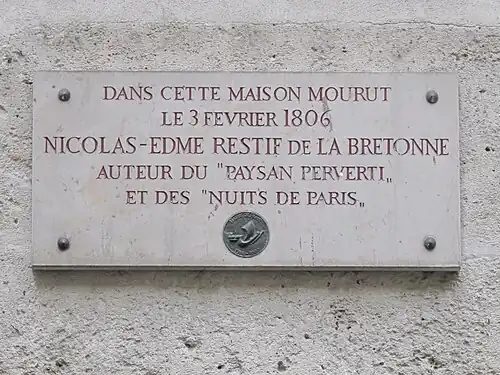 DANS CETTE MAISON MOURUT
LE 3 FEVRIER 1806
NICOLAS-EDME RESTIF DE LA BRETONNE
AUTEUR DU "PAYSAN PERVERTI„
ET DES "NUITS DE PARIS„